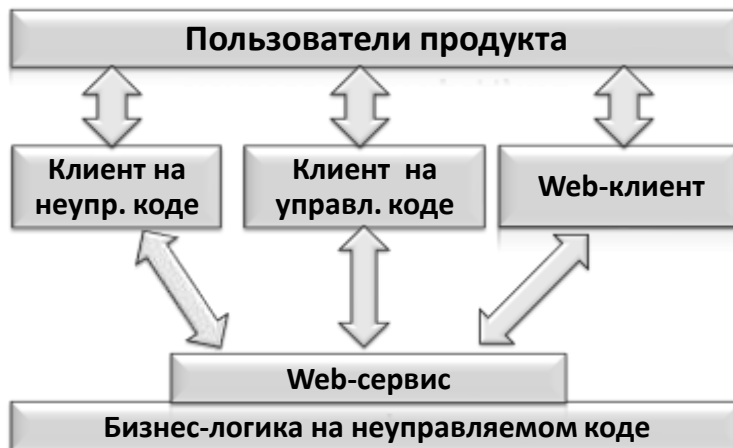 Пользователи продукта
Клиент на
неупр. коде
Клиент на
управл. коде
Web-клиент
Web-сервис
Бизнес-логика на неуправляемом коде